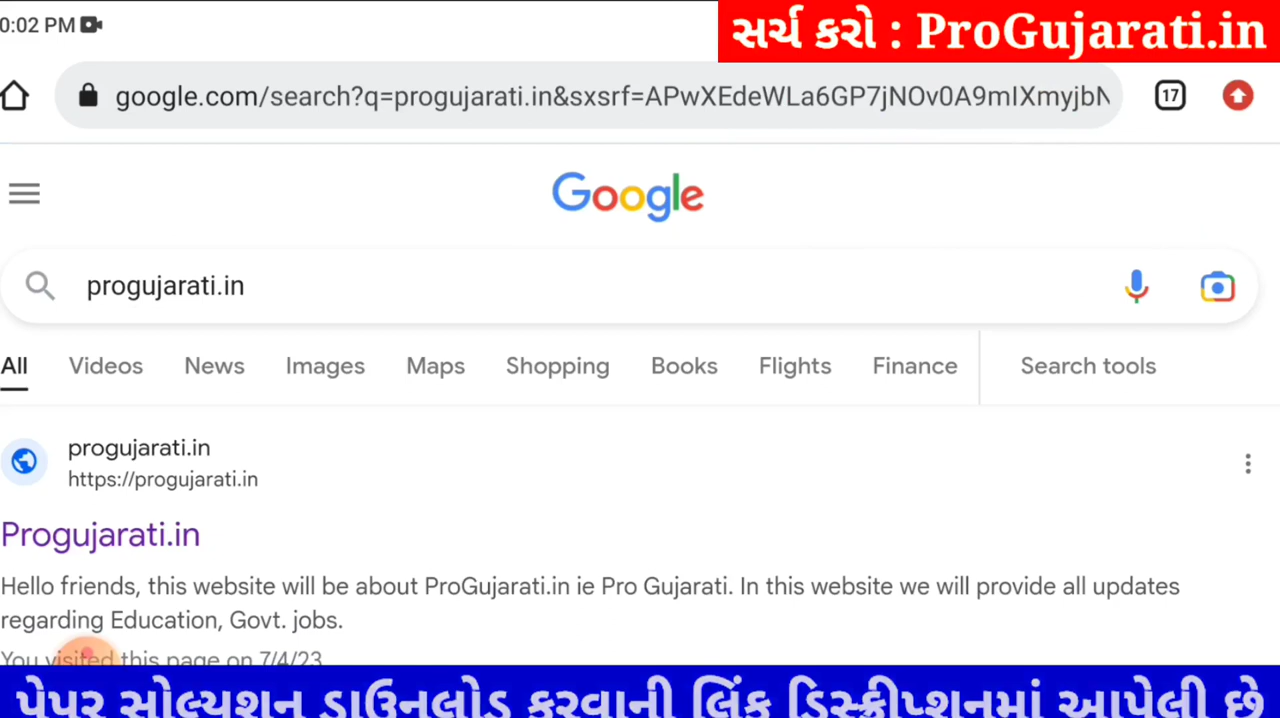 0:02 PM
સર્ચ કરો : ProGujarati.in
google.com/search?q=progujarati.in&sxsrf=APwXEdeWLa6GP7jNOv0A9mIXmyjbN
17
Google
progujarati.in
All Videos News Images Maps Shopping Books Flights Finance Search tools
progujarati.in
https://progujarati.in
Progujarati.in
Hello friends, this website will be about ProGujarati.in ie Pro Gujarati. In this website we will provide all updates
regarding Education, Govt. jobs.
You visited this page on 7/4/23
પેપર સોલ્યશન ડાઉનલોડ કરવાની લિંક ડિસ્ક્રીપ્શનમાં આપેલી છે